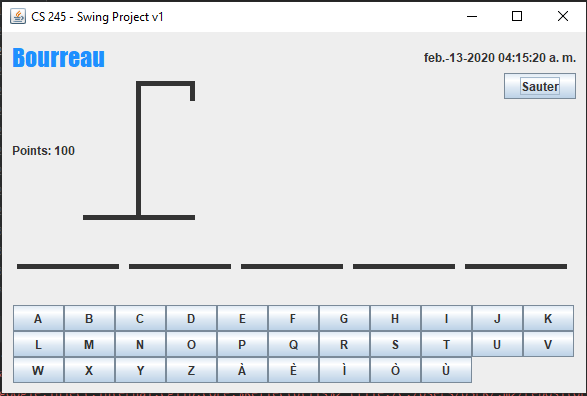 CS 245 - Swing Project v1
Bourreau
feb.-13-2020 04:15:20 a. m.
Sauter
Points: 100
A B C D E F G H I J K
L M N O P Q R S T U V
W X Y Z À È Ì Ò Ù